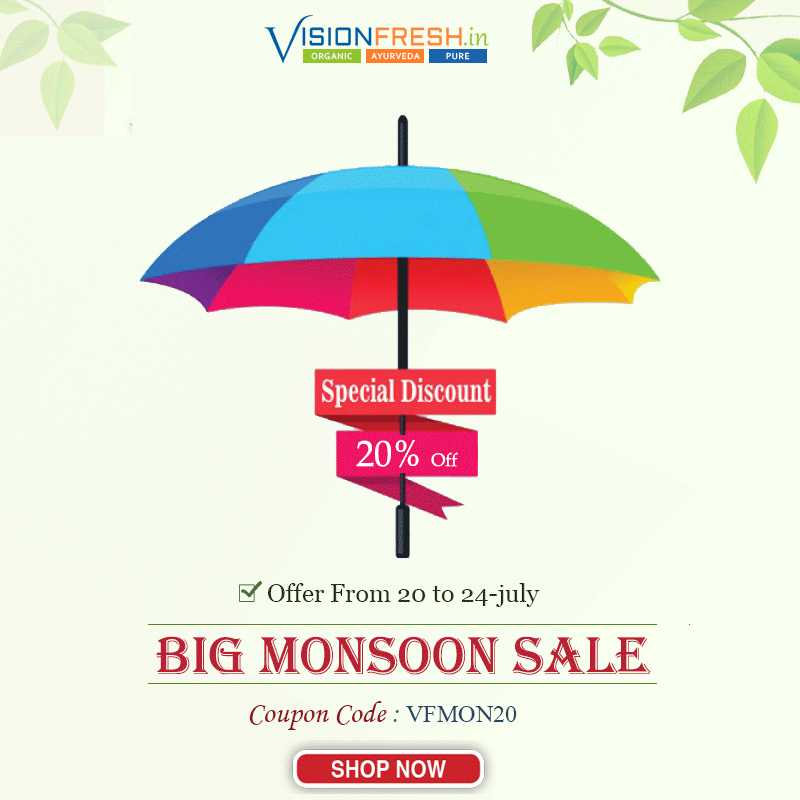 VISIONFRESH.in
ORGANIC AYURVEDA PURE
Special Discount
20% Off
Offer From 20 to 24-july
BIG MONSOON SALE
Coupon Code : VFMON20
SHOP NOW